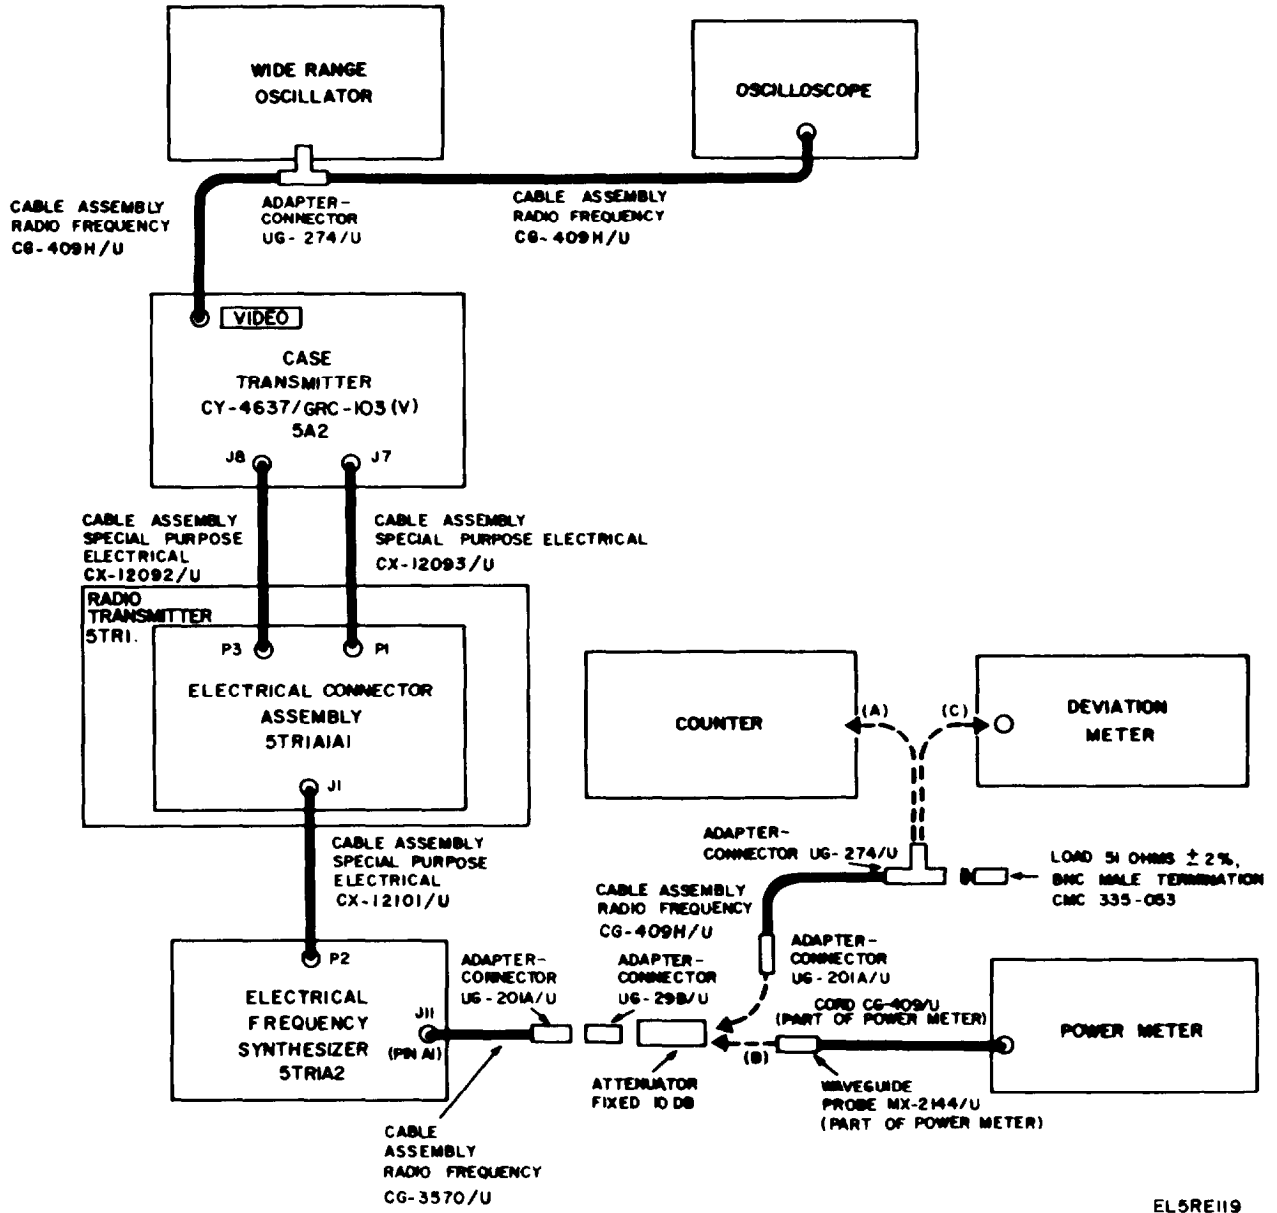 WIDE RANGE
OSCILLATOR
OSCILLOSCOPE
CABLE ASSEMBLY
RADIO FREQUENCY
CG-409H/U
ADAPTER-
CONNECTOR
UG-274/U
CABLE ASSEMBLY
RADIO FREQUENCY
CG-409H/U
VIDEO
CASE
TRANSMITTER
CY-4637/GRC-103(V)
5A2
J8
J7
CABLE ASSEMBLY
SPECIAL PURPOSE
ELECTRICAL
CX-12092/U
CABLE ASSEMBLY
SPECIAL PURPOSE ELECTRICAL
CX-12093/U
RADIO
TRANSMITTER
5TR1.
P3
P1
ELECTRICAL CONNECTOR
ASSEMBLY
5TR1A1A1
J1
COUNTER
(A)
(C)
DEVIATION
METER
CABLE ASSEMBLY
SPECIAL PURPOSE
ELECTRICAL
CX-12101/U
ADAPTER-
CONNECTOR UG-274/U
LOAD 51 OHMS ± 2%,
BNC MALE TERMINATION
CMC 335-053
CABLE ASSEMBLY
RADIO FREQUENCY
CG-409H/U
P2
ELECTRICAL
FREQUENCY
SYNTHESIZER
5TR1A2
J11
(PIN A1)
ADAPTER-
CONNECTOR
UG-201A/U
ADAPTER-
CONNECTOR
UG-29B/U
ADAPTER-
CONNECTOR
UG-201A/U
CORD CG-409/U
(PART OF POWER METER)
POWER METER
(B)
ATTENUATOR
FIXED 10 DB
WAVEGUIDE
PROBE MX-2144/U
(PART OF POWER METER)
CABLE
ASSEMBLY
RADIO FREQUENCY
CG-3570/U
EL5RE119